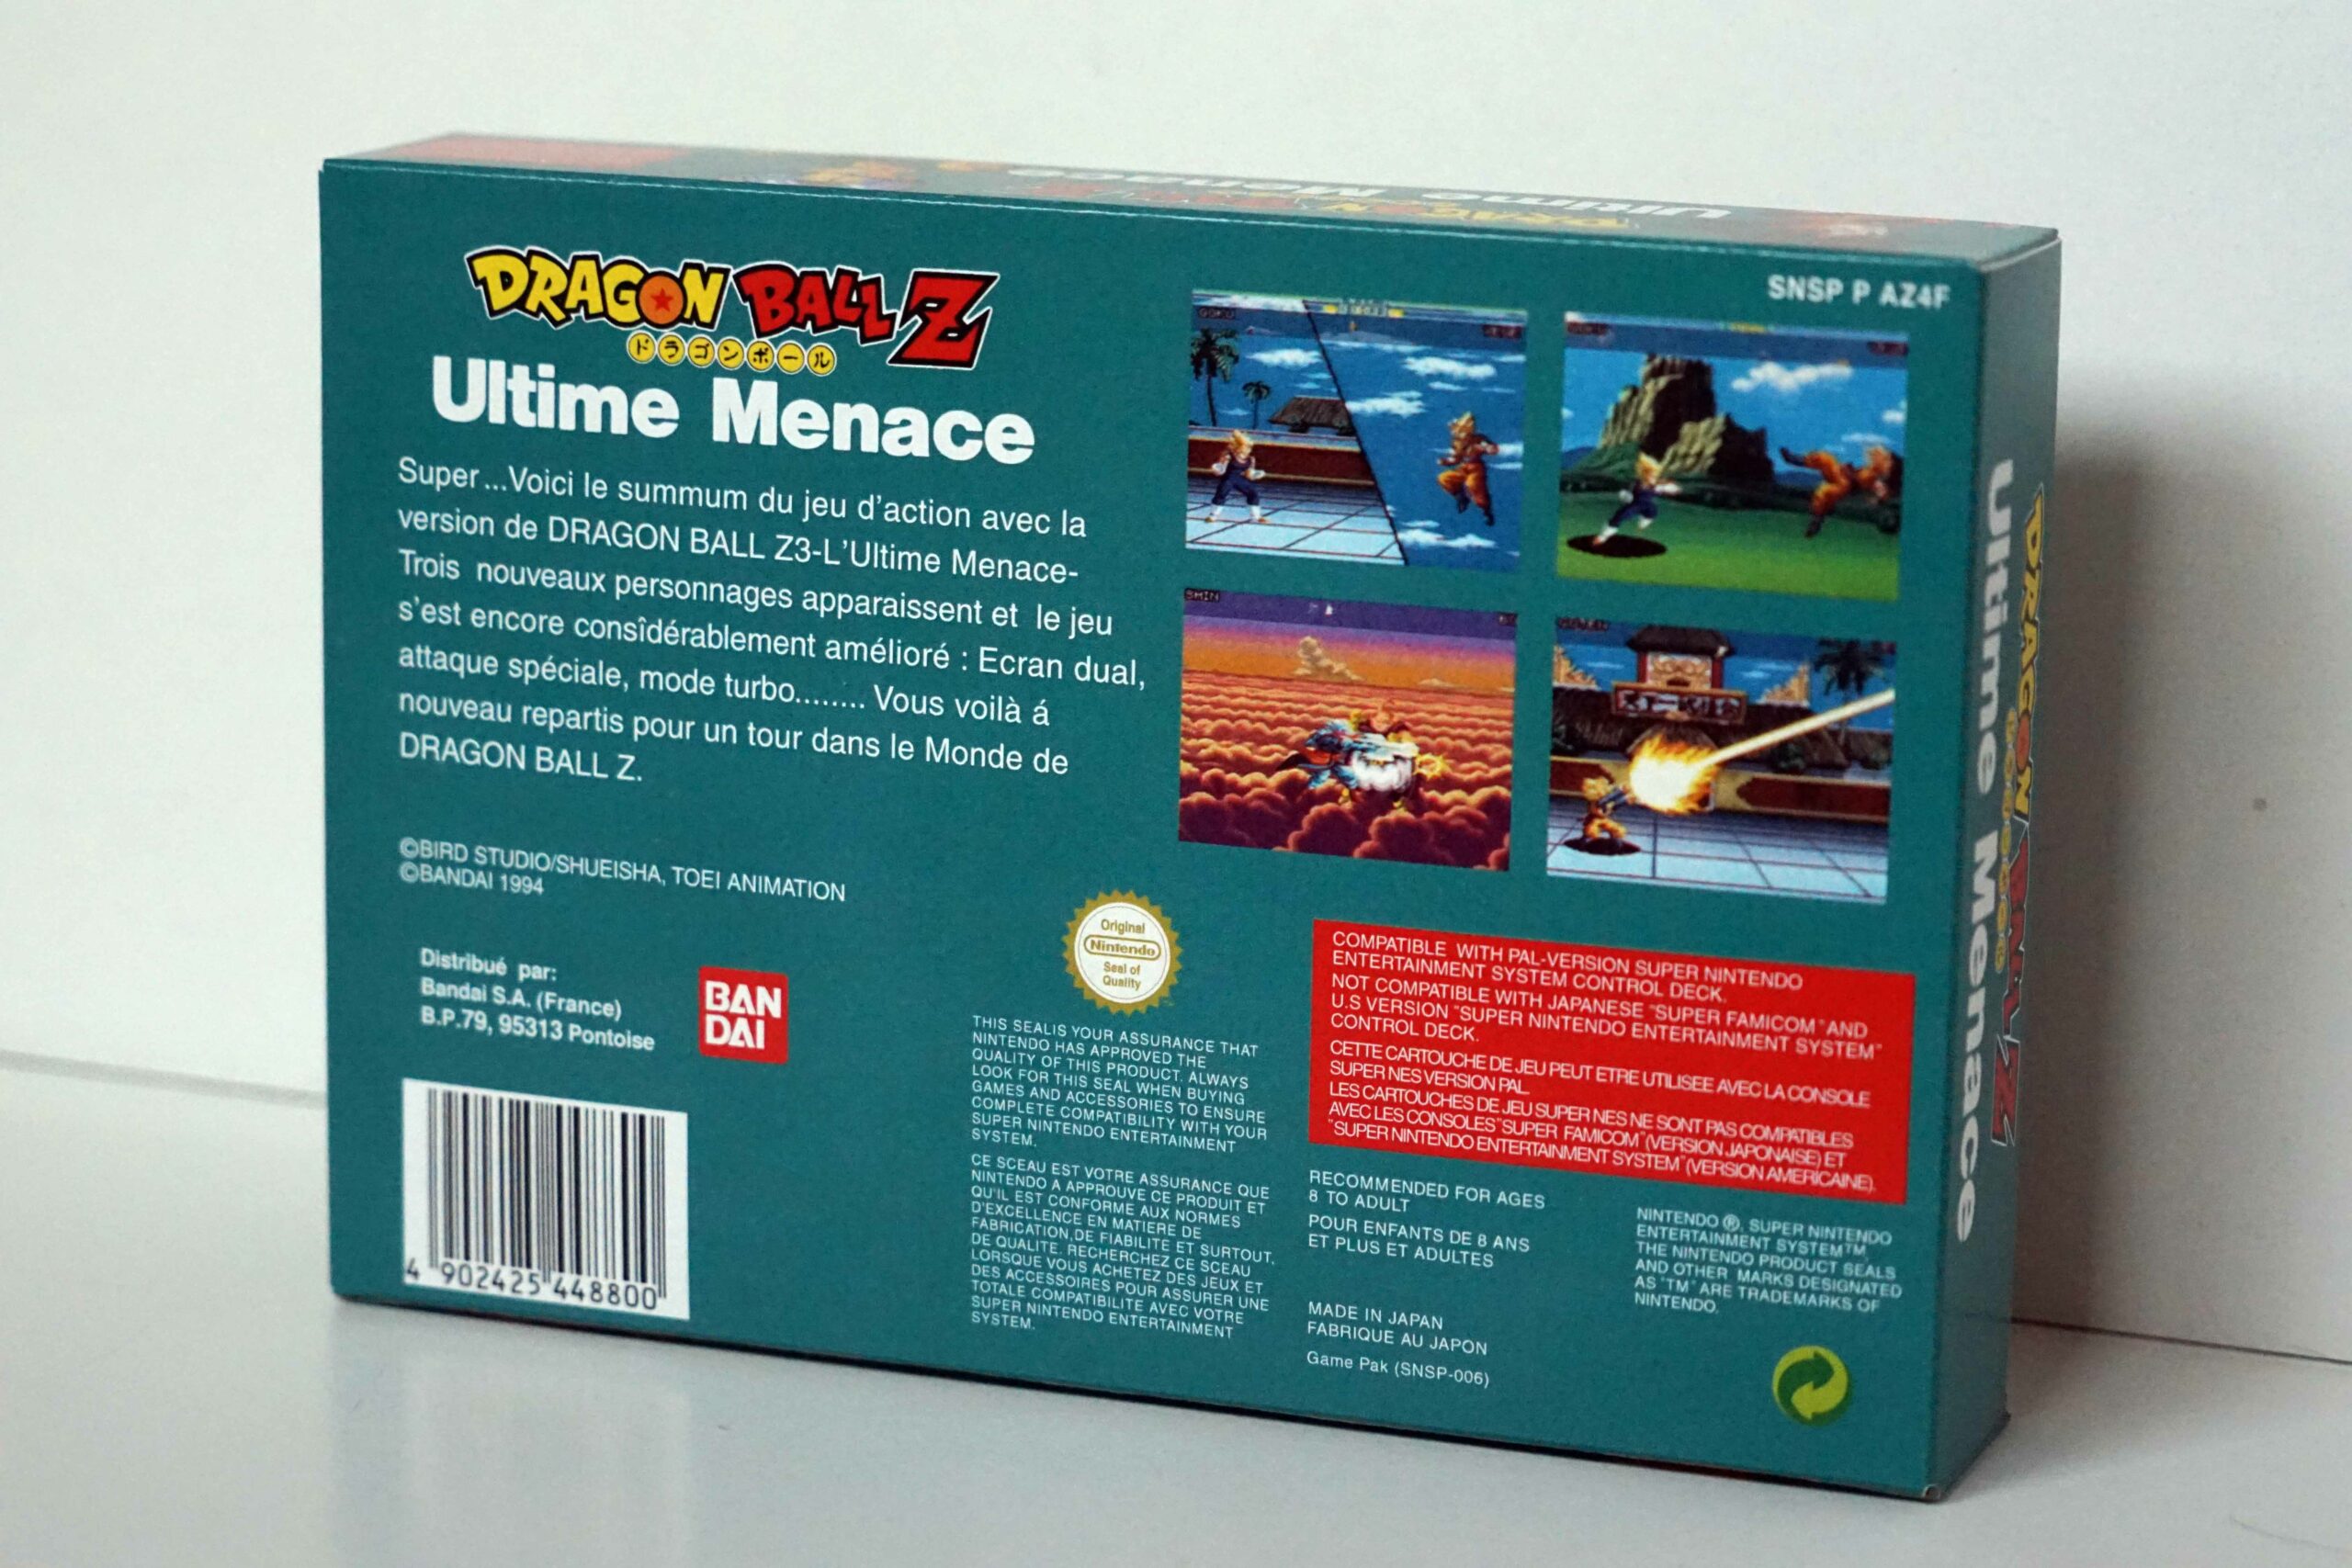 DRAGON BALL Z
Ultime Menace
SNSP P AZ4F
DRAGON BALL Z
ドラゴンボール
Ultime Menace
Super...Voici le summum du jeu d'action avec la
version de DRAGON BALL Z3-L'Ultime Menace-
Trois nouveaux personnages apparaissent et le jeu
s'est encore consîdérablement amélioré : Ecran dual,
attaque spéciale, mode turbo........ Vous voilà á
nouveau repartis pour un tour dans le Monde de
DRAGON BALL Z.
©BIRD STUDIO/SHUEISHA, TOEI ANIMATION
©BANDAI 1994
Distribué par:
Bandai S.A. (France)
B.P.79, 95313 Pontoise
BAN
DAI
4 902425 448800
GOKU
SHIN
Original
Nintendo
Seal of
Quality
THIS SEALIS YOUR ASSURANCE THAT
NINTENDO HAS APPROVED THE
QUALITY OF THIS PRODUCT. ALWAYS
LOOK FOR THIS SEAL WHEN BUYING
GAMES AND ACCESSORIES TO ENSURE
COMPLETE COMPATIBILITY WITH YOUR
SUPER NINTENDO ENTERTAINMENT
SYSTEM.
CE SCEAU EST VOTRE ASSURANCE QUE
NINTENDO A APPROUVE CE PRODUIT ET
QU'IL EST CONFORME AUX NORMES
D'EXCELLENCE EN MATIERE DE
FABRICATION,DE FIABILITE ET SURTOUT,
DE QUALITE. RECHERCHEZ CE SCEAU
LORSQUE VOUS ACHETEZ DES JEUX ET
DES ACCESSOIRES POUR ASSURER UNE
TOTALE COMPATIBILITE AVEC VOTRE
SUPER NINTENDO ENTERTAINMENT
SYSTEM.
COMPATIBLE WITH PAL-VERSION SUPER NINTENDO
ENTERTAINMENT SYSTEM CONTROL DECK.
NOT COMPATIBLE WITH JAPANESE "SUPER FAMICOM" AND
U.S VERSION "SUPER NINTENDO ENTERTAINMENT SYSTEM"
CONTROL DECK.
CETTE CARTOUCHE DE JEU PEUT ETRE UTILISEE AVEC LA CONSOLE
SUPER NES VERSION PAL.
LES CARTOUCHES DE JEU SUPER NES NE SONT PAS COMPATIBLES
AVEC LES CONSOLES "SUPER FAMICOM" (VERSION JAPONAISE) ET
"SUPER NINTENDO ENTERTAINMENT SYSTEM" (VERSION AMERICAINE).
RECOMMENDED FOR AGES
8 TO ADULT
POUR ENFANTS DE 8 ANS
ET PLUS ET ADULTES
MADE IN JAPAN
FABRIQUE AU JAPON
Game Pak (SNSP-006)
NINTENDO ®, SUPER NINTENDO
ENTERTAINMENT SYSTEM™,
THE NINTENDO PRODUCT SEALS
AND OTHER MARKS DESIGNATED
AS "TM" ARE TRADEMARKS OF
NINTENDO.
DRAGON BALL Z
Ultime Menace